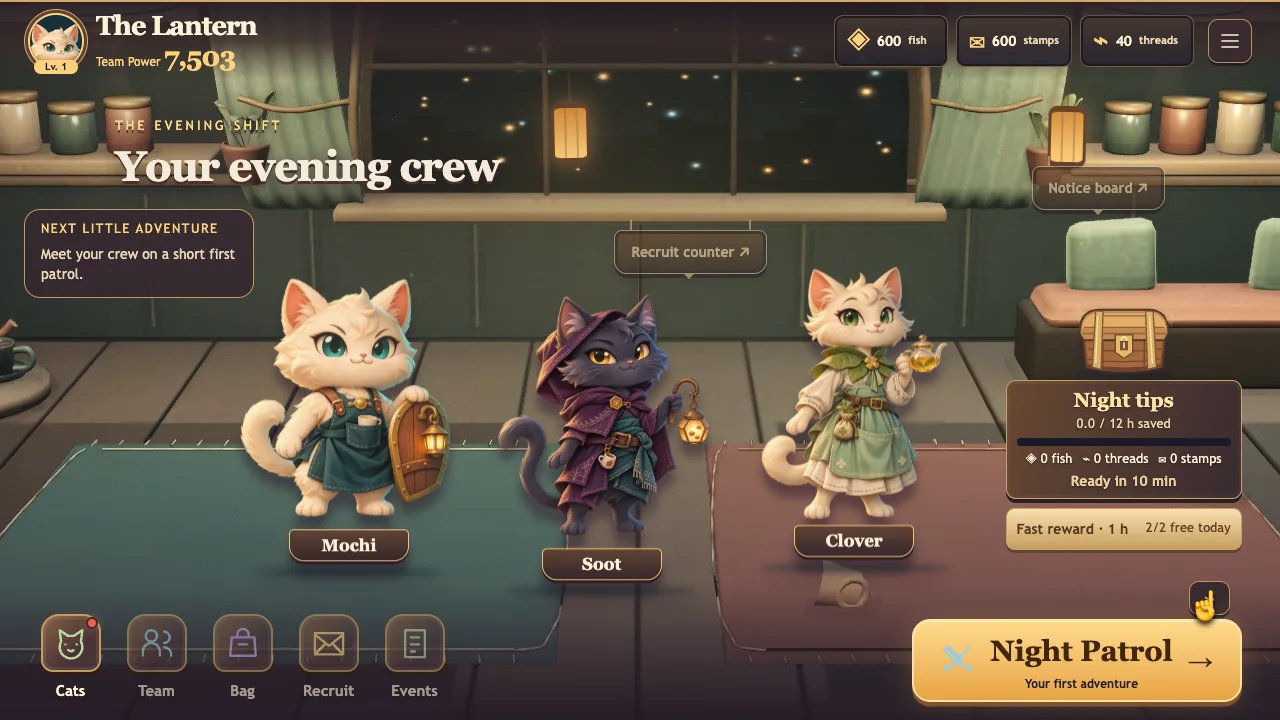 The Lantern
Lv. 1
Team Power 7,503
600 fish
600 stamps
40 threads
THE EVENING SHIFT
Your evening crew
NEXT LITTLE ADVENTURE
Meet your crew on a short first
patrol.
Notice board ↗
Recruit counter ↗
Mochi
Soot
Clover
Night tips
0.0 / 12 h saved
0 fish 0 threads 0 stamps
Ready in 10 min
Fast reward · 1 h 2/2 free today
Cats
Team
Bag
Recruit
Events
Night Patrol →
Your first adventure